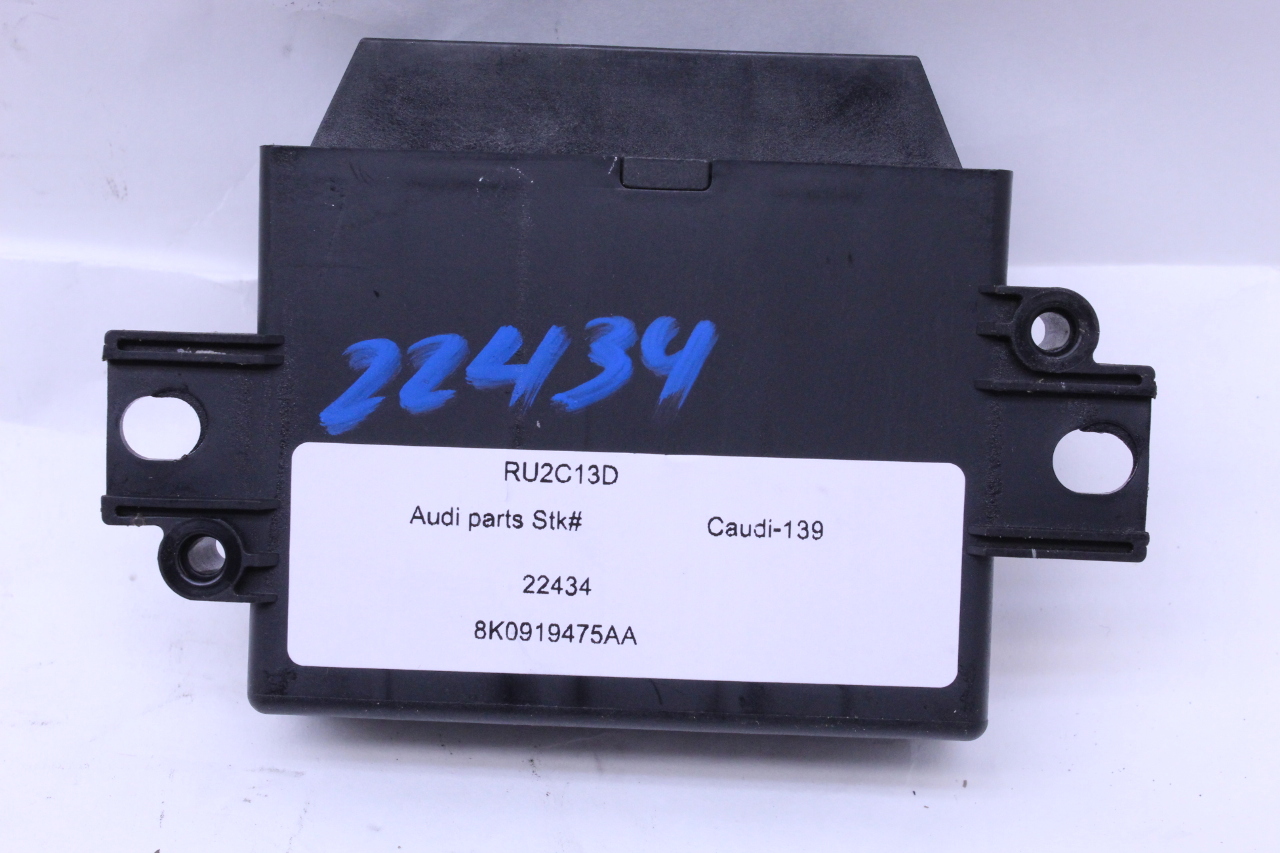 22434
RU2C13D
Audi parts Stk# Caudi-139
22434
8K0919475AA